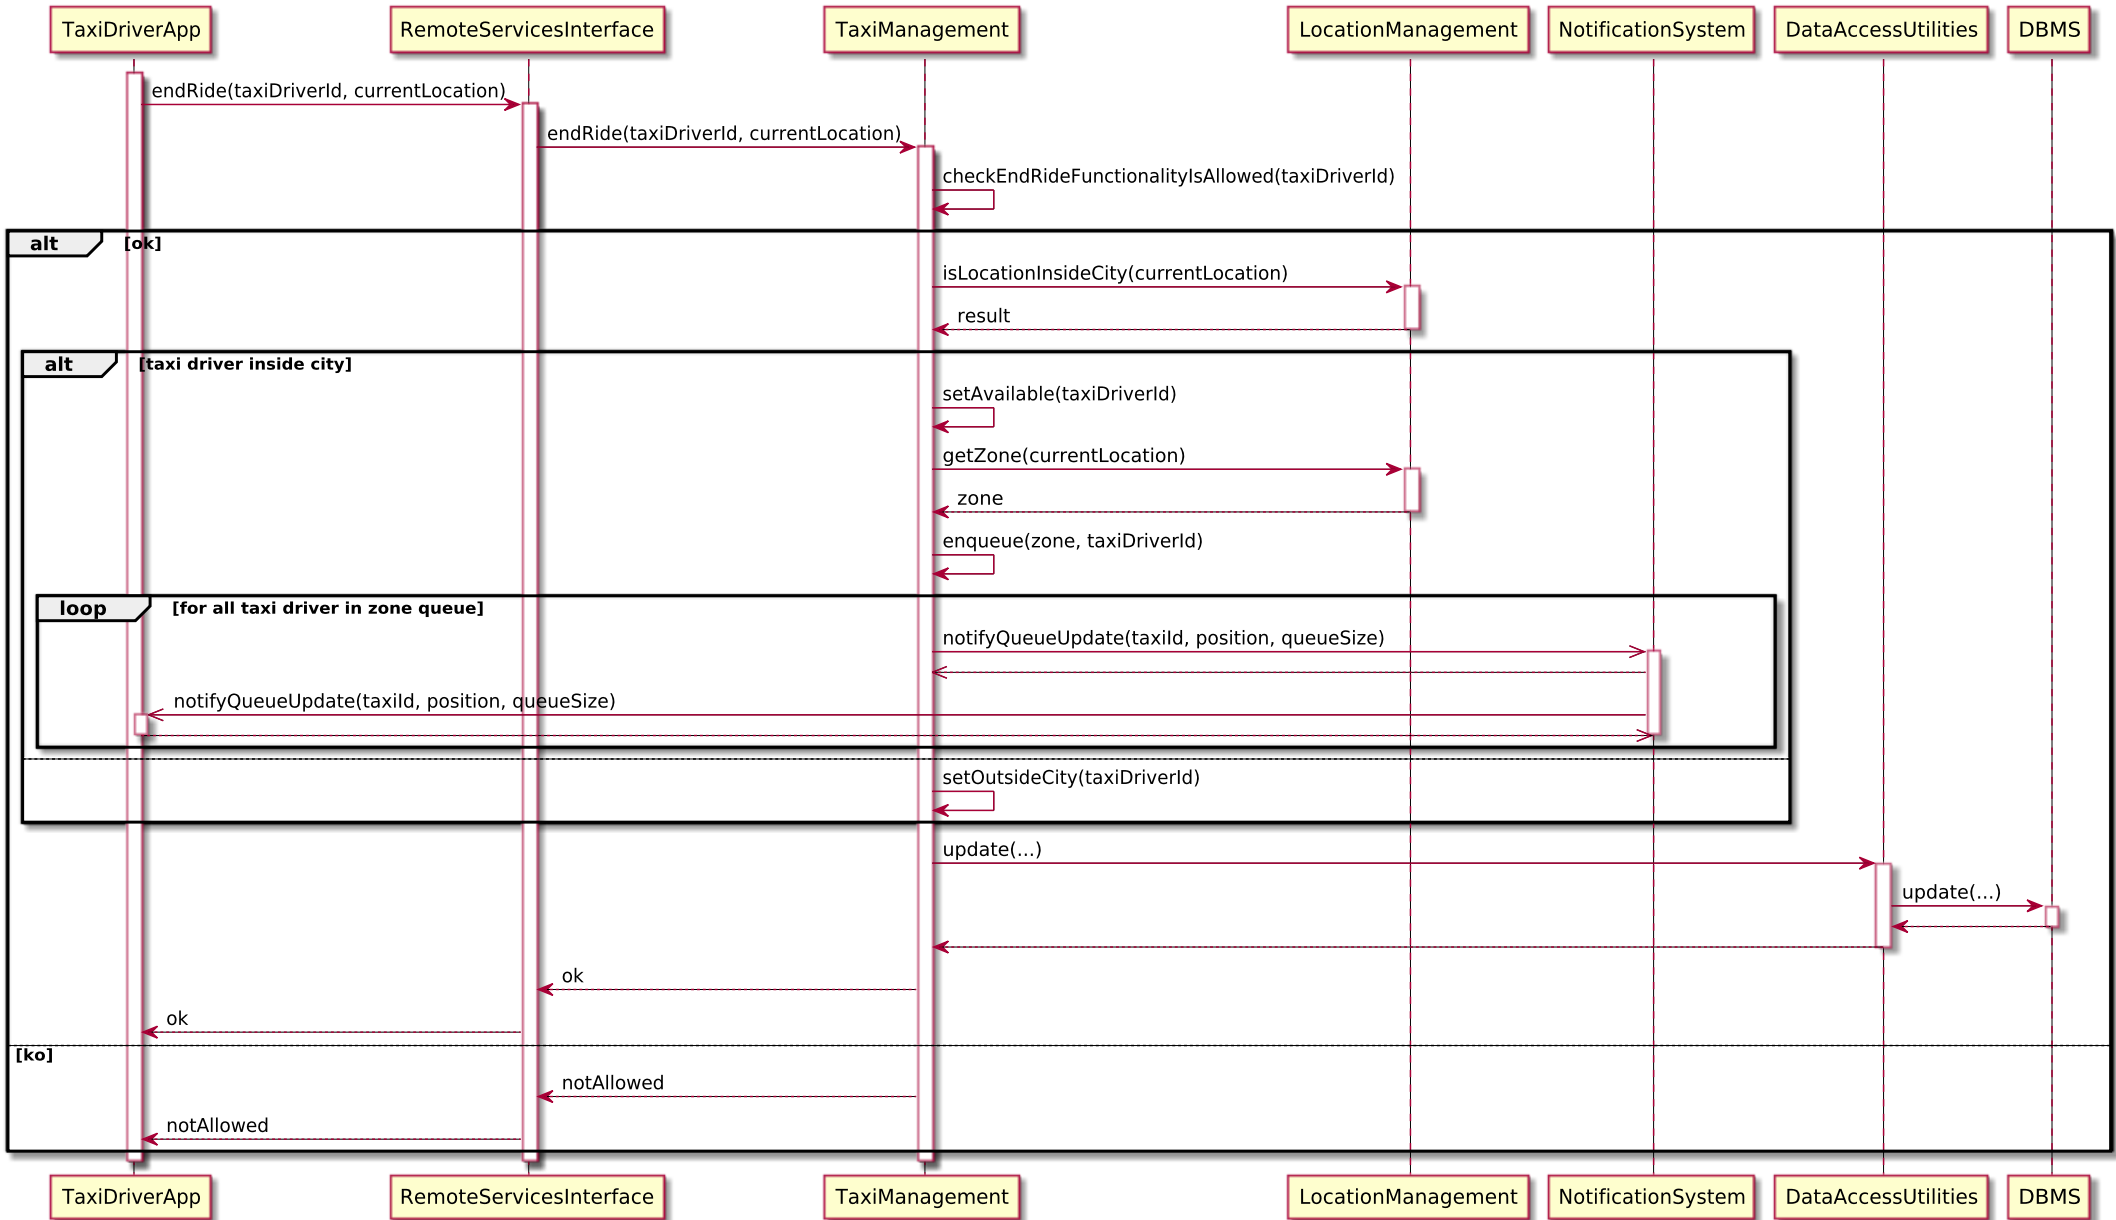 TaxiDriverApp RemoteServicesInterface TaxiManagement LocationManagement NotificationSystem DataAccessUtilities DBMS
endRide(taxiDriverId, currentLocation)
endRide(taxiDriverId, currentLocation)
checkEndRideFunctionalityIsAllowed(taxiDriverId)
alt [ok]
isLocationInsideCity(currentLocation)
result
alt [taxi driver inside city]
setAvailable(taxiDriverId)
getZone(currentLocation)
zone
enqueue(zone, taxiDriverId)
loop [for all taxi driver in zone queue]
notifyQueueUpdate(taxiId, position, queueSize)
notifyQueueUpdate(taxiId, position, queueSize)
setOutsideCity(taxiDriverId)
update(...)
update(...)
ok
ok
[ko]
notAllowed
notAllowed
TaxiDriverApp RemoteServicesInterface TaxiManagement LocationManagement NotificationSystem DataAccessUtilities DBMS